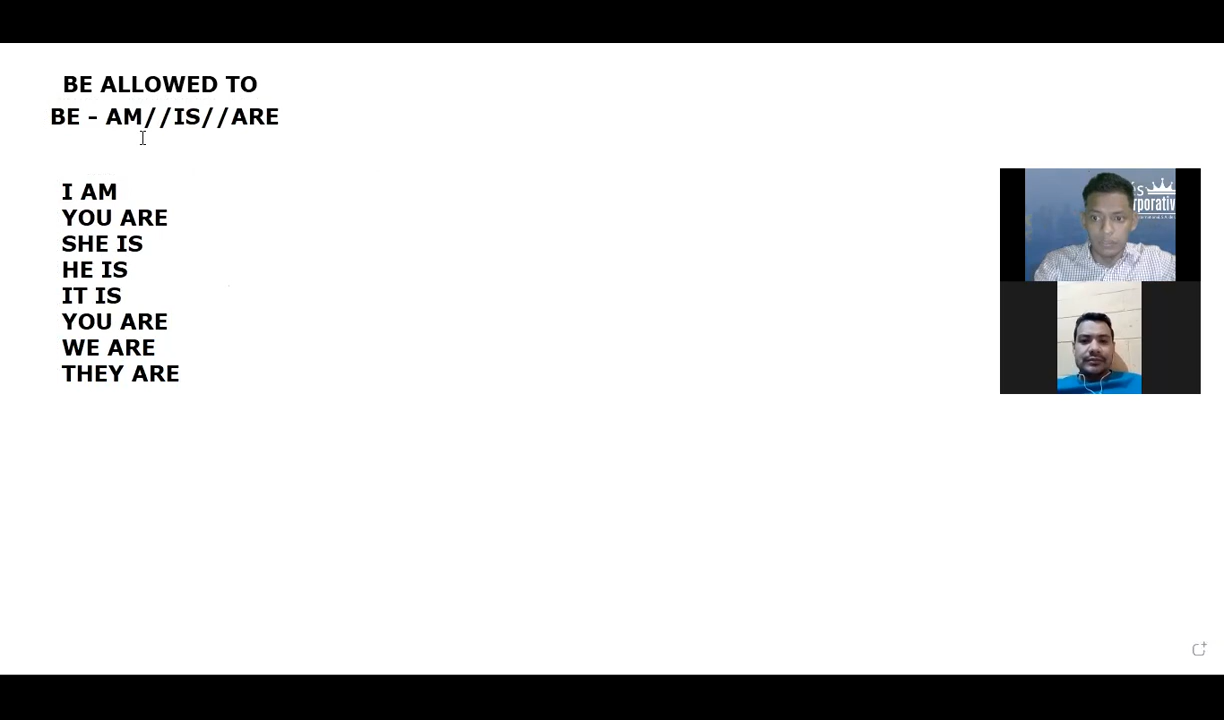 BE ALLOWED TO
BE - AM//IS//ARE
I AM
YOU ARE
SHE IS
HE IS
IT IS
YOU ARE
WE ARE
THEY ARE